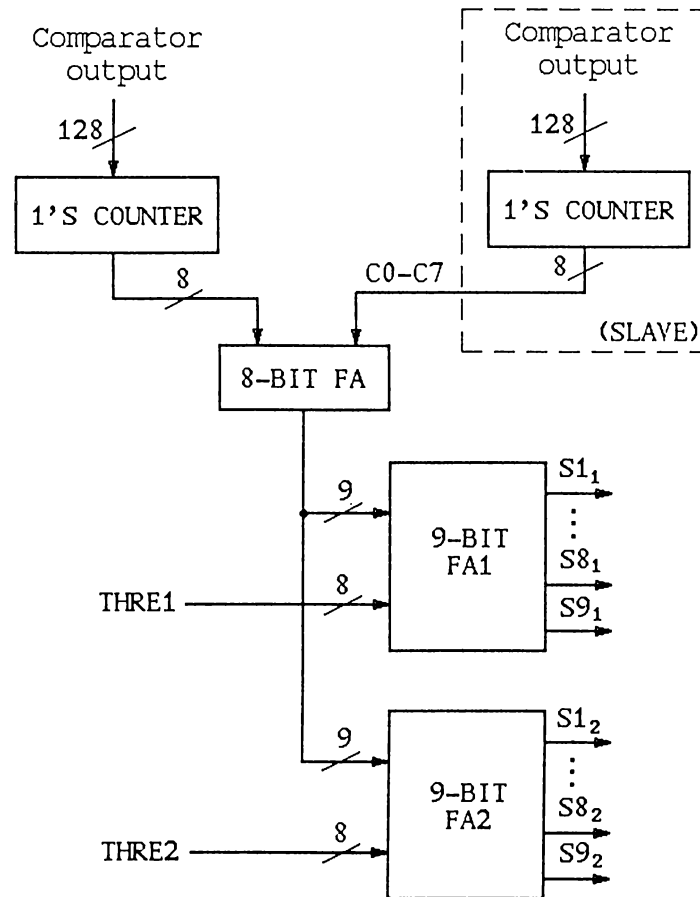 Comparator
output
128
1'S COUNTER
8
Comparator
output
128
1'S COUNTER
8
C0-C7
(SLAVE)
8-BIT FA
9
8
THRE1
9-BIT
FA1
S1₁
S8₁
S9₁
9
8
THRE2
9-BIT
FA2
S1₂
S8₂
S9₂